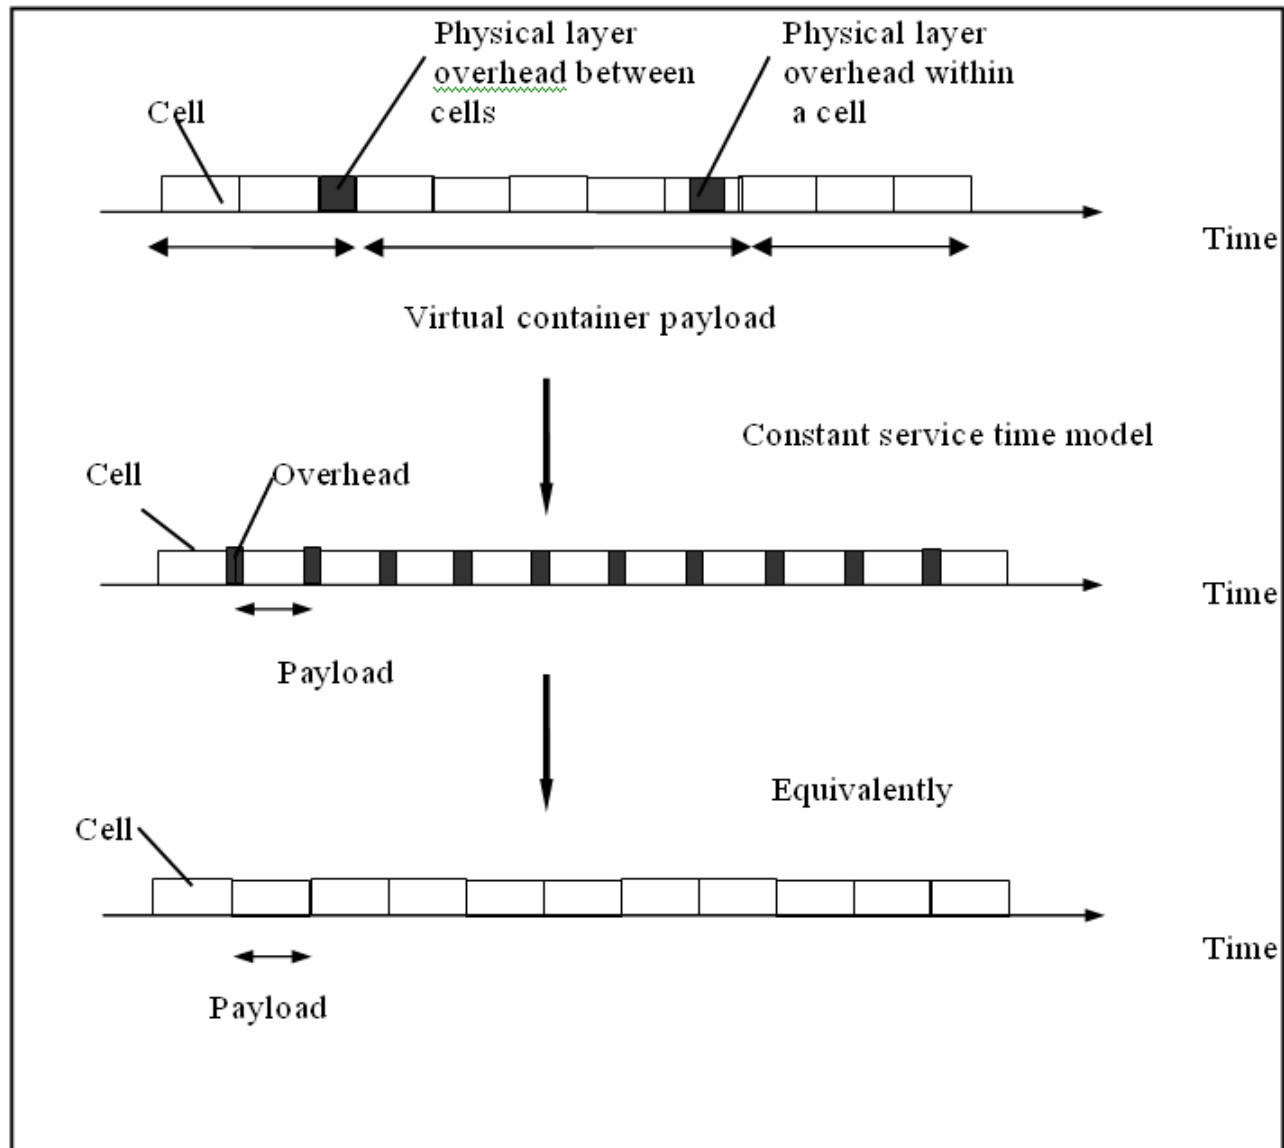 Physical layer
overhead between
cells
Physical layer
overhead within
a cell
Cell
Time
Virtual container payload
Constant service time model
Cell
Overhead
Time
Payload
Equivalently
Cell
Time
Payload